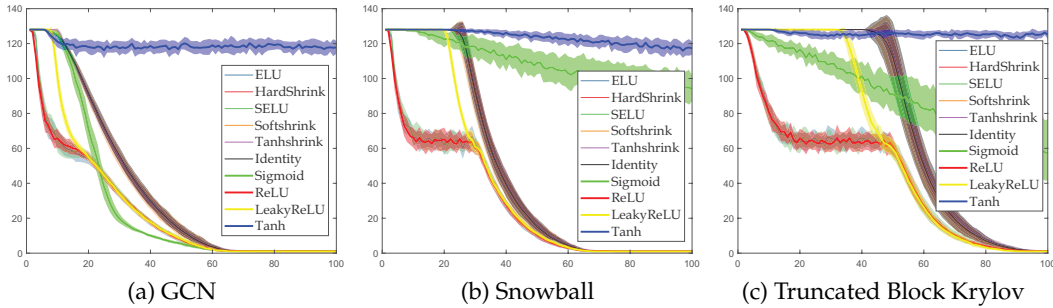 140
120
100
80
60
40
20
0
0 20 40 60 80 100
ELU
HardShrink
SELU
Softshrink
Tanhshrink
Identity
Sigmoid
ReLU
LeakyReLU
Tanh
(a) GCN
140
120
100
80
60
40
20
0
0 20 40 60 80 100
ELU
HardShrink
SELU
Softshrink
Tanhshrink
Identity
Sigmoid
ReLU
LeakyReLU
Tanh
(b) Snowball
140
120
100
80
60
40
20
0
0 20 40 60 80 100
ELU
HardShrink
SELU
Softshrink
Tanhshrink
Identity
Sigmoid
ReLU
LeakyReLU
Tanh
(c) Truncated Block Krylov